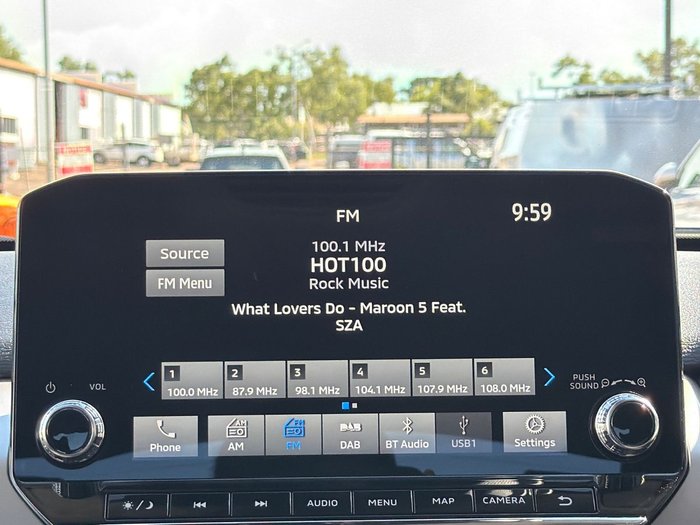 FM
9:59
Source
FM Menu
100.1 MHz
HOT100
Rock Music
What Lovers Do - Maroon 5 Feat.
SZA
1 2 3 4 5 6
100.0 MHz 87.9 MHz 98.1 MHz 104.1 MHz 107.9 MHz 108.0 MHz
VOL
PUSH
SOUND
AM FM DAB
Phone AM FM DAB BT Audio USB1 Settings
AUDIO MENU MAP CAMERA